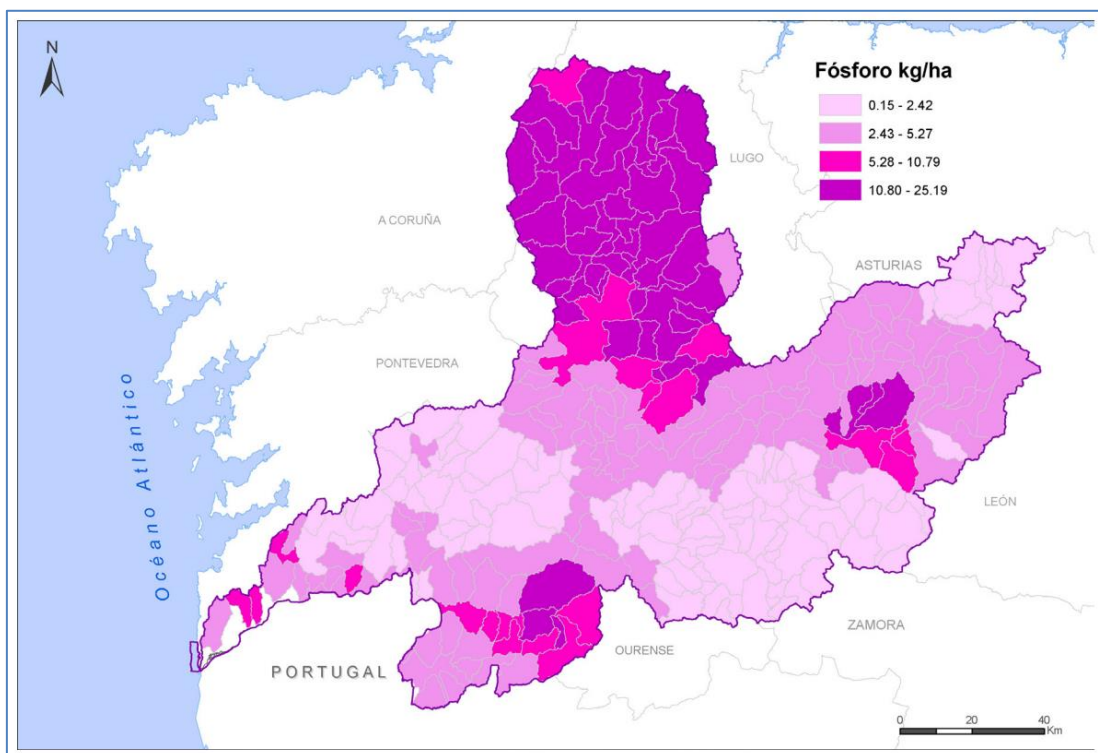 N
Fósforo kg/ha
0.15 - 2.42
2.43 - 5.27
5.28 - 10.79
10.80 - 25.19
LUGO
A CORUÑA
ASTURIAS
PONTEVEDRA
Océano Atlántico
LEÓN
ZAMORA
OURENSE
PORTUGAL
0 20 40
Km